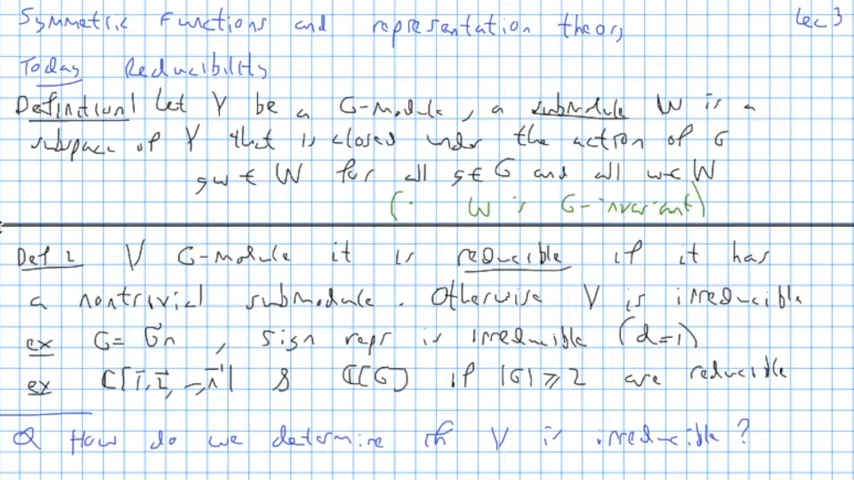 Symmetric Functions and representation theory Lec 3
Today Reducibility
Definition 1 Let V be a G-module, a submodule W is a
subspace of V that is closed under the action of G
gw ∈ W for all g ∈ G and all w ∈ W
( W is G-invariant)
Def 2 V G-module it is reducible if it has
a nontrivial submodule. Otherwise V is irreducible
ex G = Sn, sign repr is irreducible (d=1)
ex C[1, 2, -, n] & C[G] if |G| ≥ 2 are reducible
Q How do we determine V is irreducible?